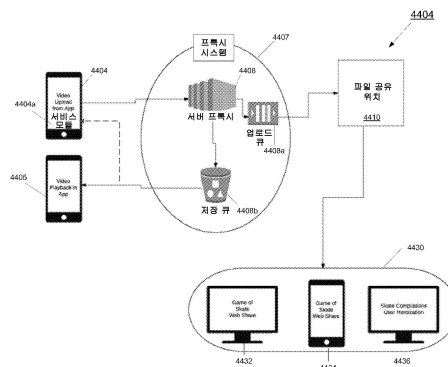 4404
프록시
시스템
4407
4404
4408
Video
Upload
from App
서비스
모듈
4404a
서버 프록시
업로드
큐
4408a
파일 공유
위치
4410
4405
Video
Playback in
App
저장 큐
4408b
4430
Game of
Skate
Web Share
4432
Game of
Skate
Web Share
Skate Compilations
User Heroization
4436